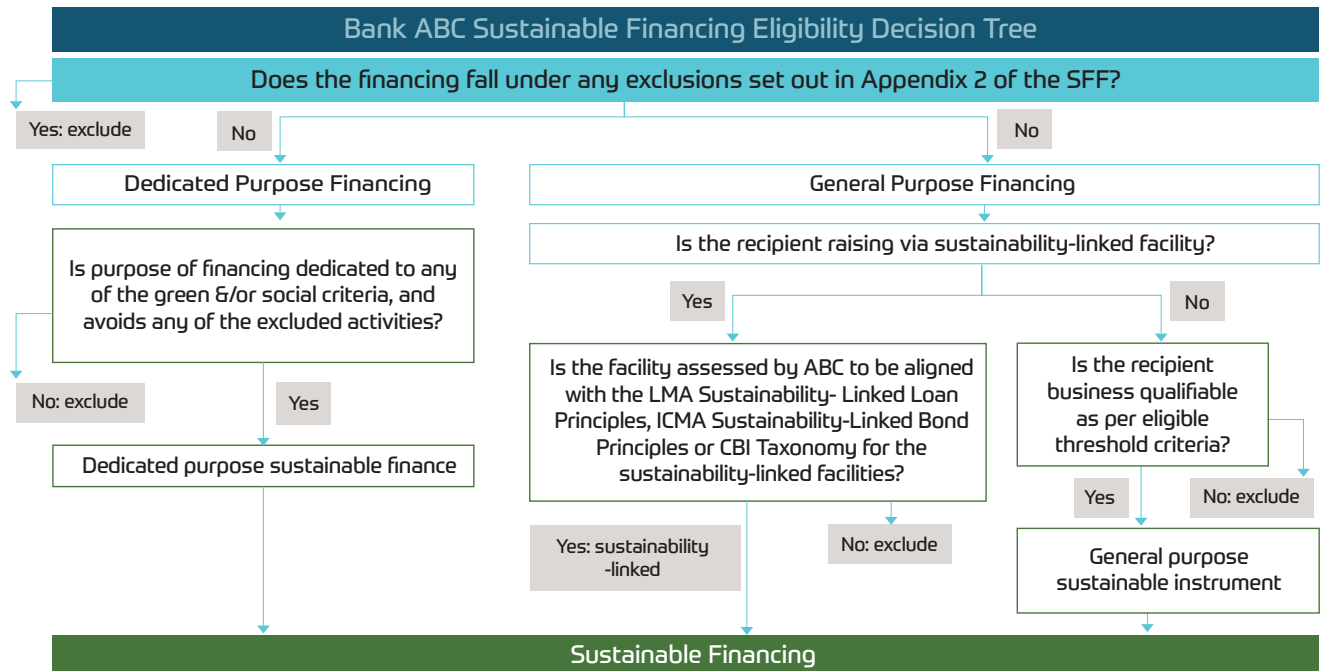 Bank ABC Sustainable Financing Eligibility Decision Tree
Does the financing fall under any exclusions set out in Appendix 2 of the SFF?
Yes: exclude
No
No
Dedicated Purpose Financing
General Purpose Financing
Is the recipient raising via sustainability-linked facility?
Is purpose of financing dedicated to any
of the green &/or social criteria, and
avoids any of the excluded activities?
Yes
No
No: exclude
Yes
Is the facility assessed by ABC to be aligned
with the LMA Sustainability- Linked Loan
Principles, ICMA Sustainability-Linked Bond
Principles or CBI Taxonomy for the
sustainability-linked facilities?
Is the recipient
business qualifiable
as per eligible
threshold criteria?
Dedicated purpose sustainable finance
Yes
No: exclude
Yes: sustainability
-linked
No: exclude
General purpose
sustainable instrument
Sustainable Financing